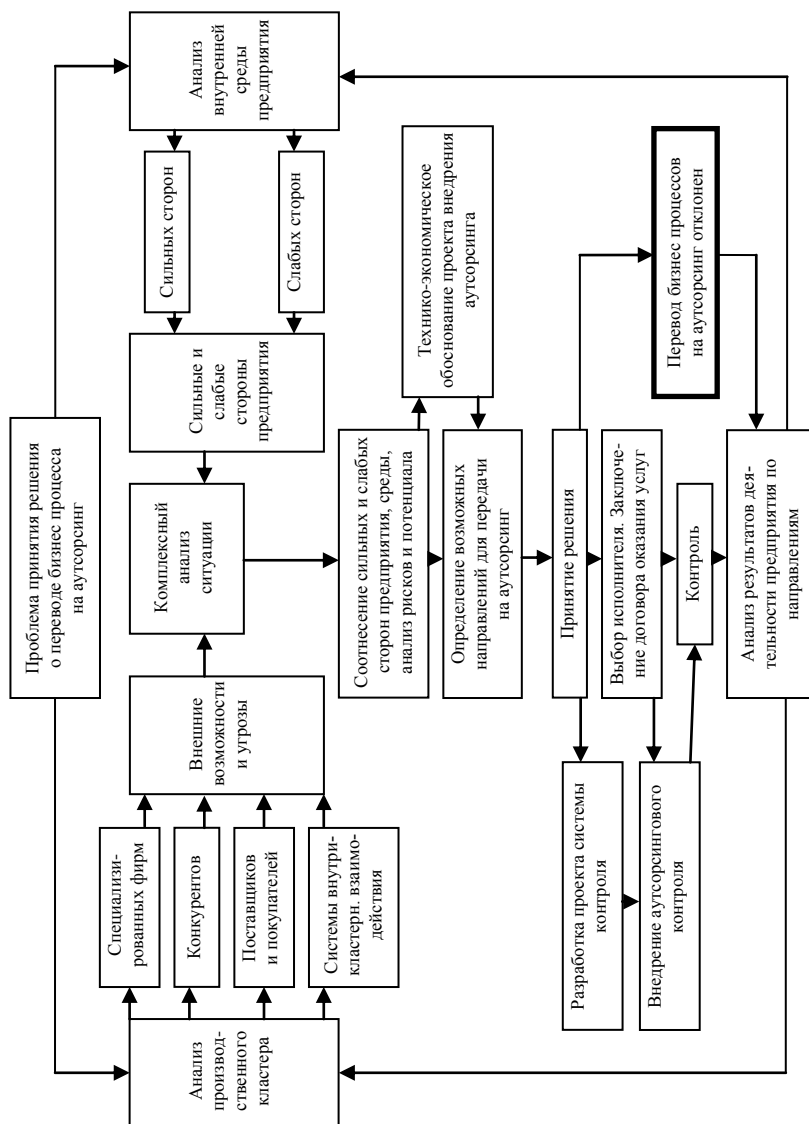 Проблема принятия решения
о переводе бизнес процесса
на аутсорсинг
Анализ
производ-
ственного
кластера
Специализи-
рованных фирм
Конкурентов
Поставщиков
и покупателей
Системы внутри-
кластерн. взаимо-
действия
Внешние
возможности
и угрозы
Комплексный
анализ
ситуации
Сильные и
слабые
стороны
предприятия
Сильных сторон
Слабых сторон
Анализ
внутренней
среды
предприятия
Соотнесение сильных и слабых
сторон предприятия, среды,
анализ рисков и потенциала
Технико-экономическое
обоснование проекта внедрения
аутсорсинга
Определение возможных
направлений для передачи
на аутсорсинг
Принятие решения
Разработка проекта системы
контроля
Выбор исполнителя. Заключе-
ние договора оказания услуг
Перевод бизнес процессов
на аутсорсинг отклонен
Внедрение аутсорсингового
контроля
Контроль
Анализ результатов дея-
тельности предприятия по
направлениям